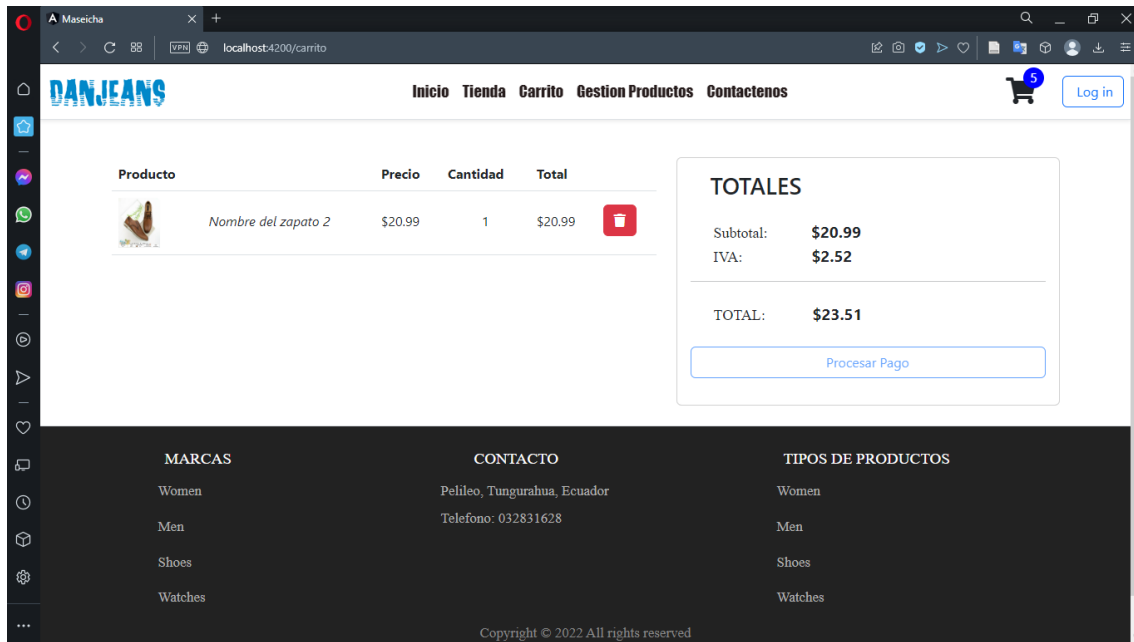 Maseicha
VPN localhost:4200/carrito
DANJEANS Inicio Tienda Carrito Gestion Productos Contactenos 5 Log in
Producto Precio Cantidad Total
Nombre del zapato 2 $20.99 1 $20.99
TOTALES
Subtotal: $20.99
IVA: $2.52
TOTAL: $23.51
Procesar Pago
MARCAS CONTACTO TIPOS DE PRODUCTOS
Women Pelileo, Tungurahua, Ecuador Women
Telefono: 032831628
Men Men
Shoes Shoes
Watches Watches
Copyright © 2022 All rights reserved